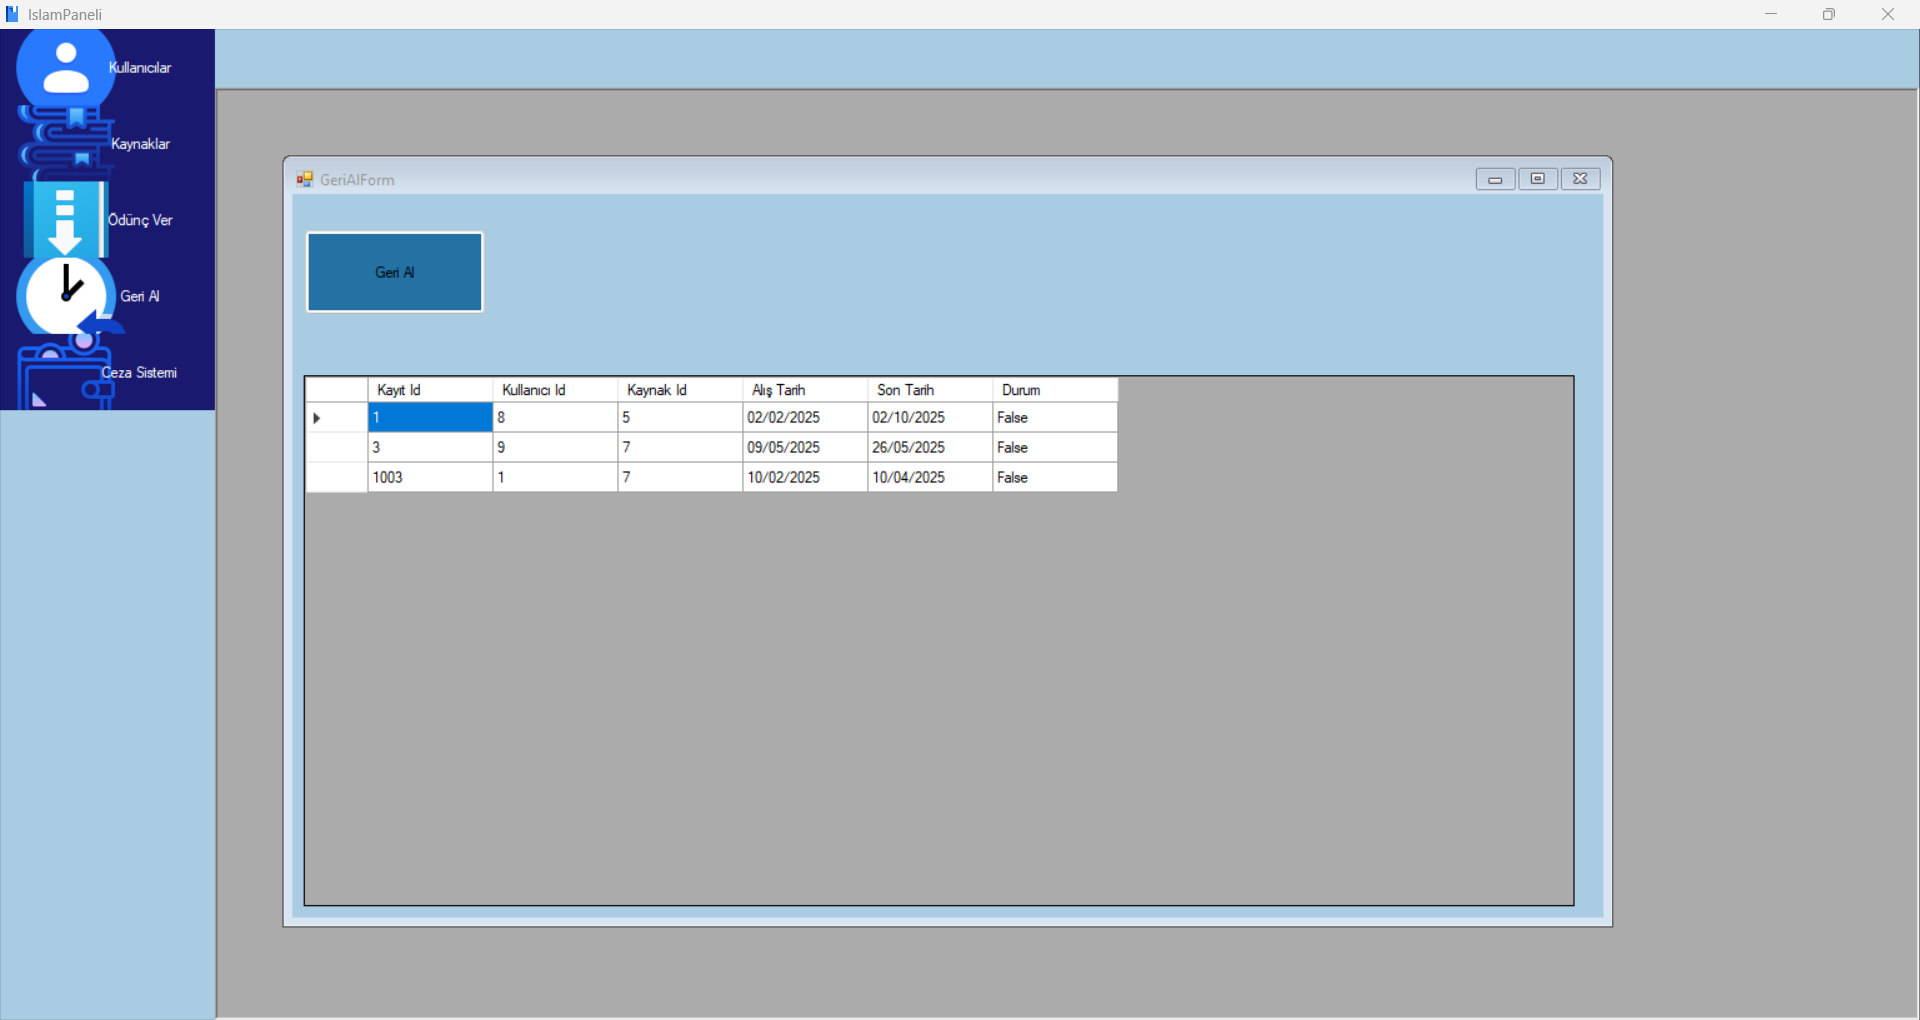 IslamPaneli
Kullanıcılar
Kaynaklar
Ödünç Ver
Geri Al
Ceza Sistemi
GeriAlForm
Geri Al
Kayıt Id Kullanıcı Id Kaynak Id Alış Tarih Son Tarih Durum
1 8 5 02/02/2025 02/10/2025 False
3 9 7 09/05/2025 26/05/2025 False
1003 1 7 10/02/2025 10/04/2025 False